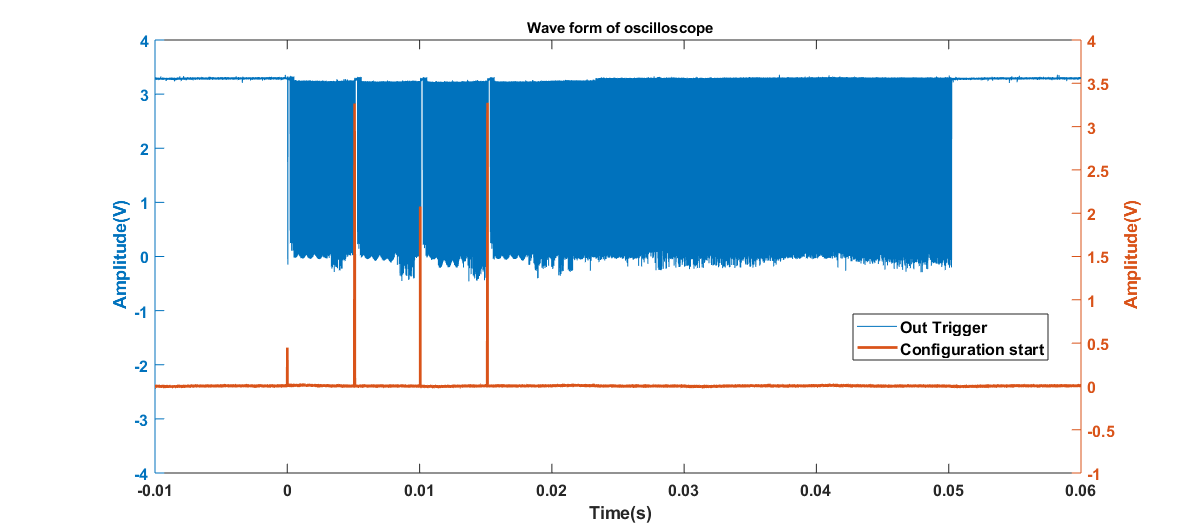 Wave form of oscilloscope
4
3
2
1
0
-1
-2
-3
-4
Amplitude(V)
4
3.5
3
2.5
2
1.5
1
0.5
0
-0.5
-1
Amplitude(V)
Out Trigger
Configuration start
-0.01 0 0.01 0.02 0.03 0.04 0.05 0.06
Time(s)